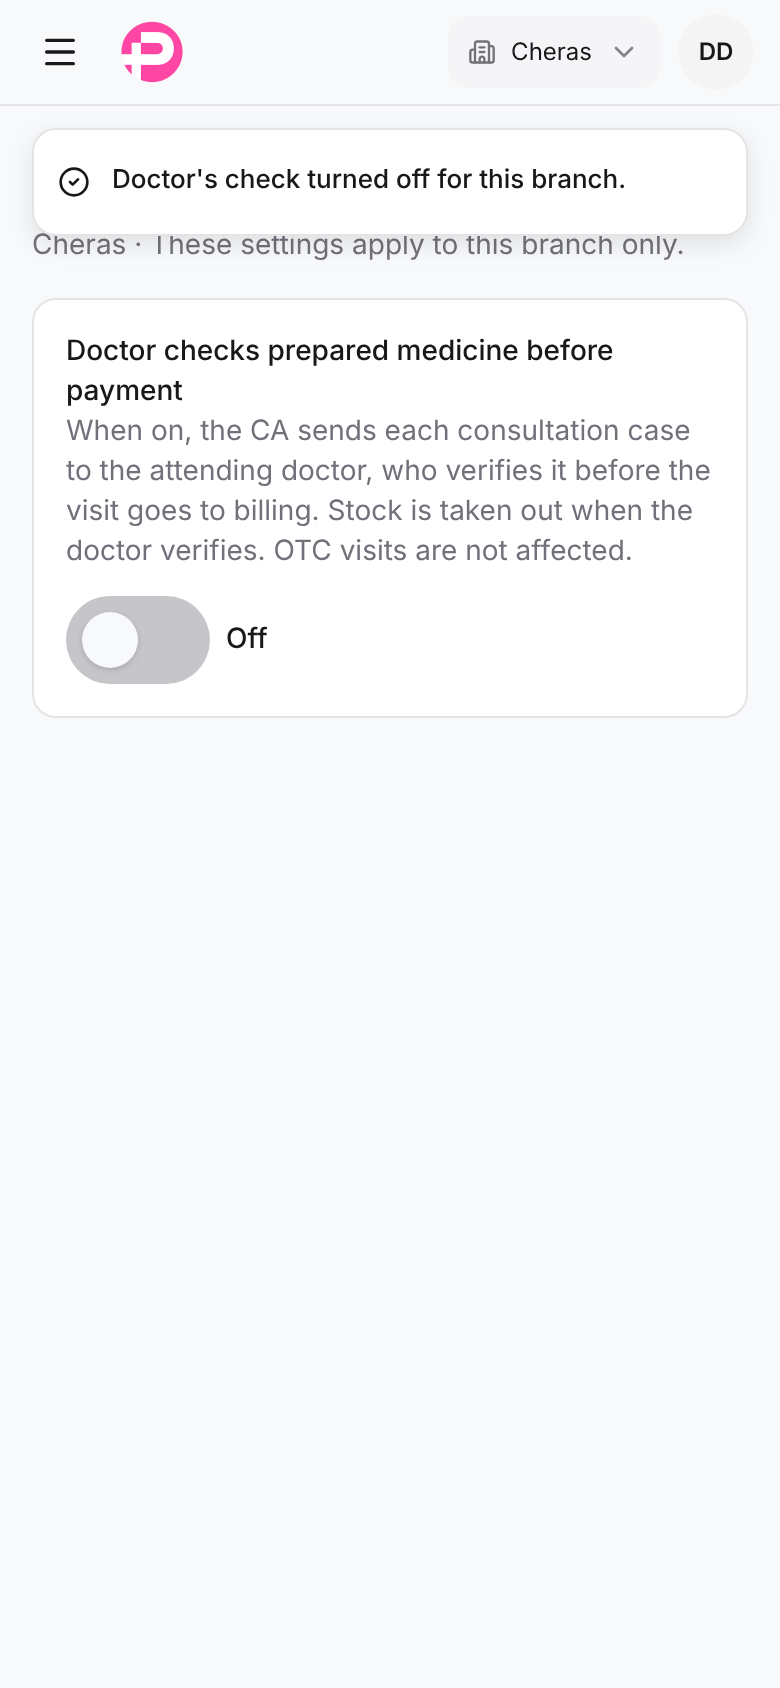 Cheras
DD
Doctor's check turned off for this branch.
Cheras · These settings apply to this branch only.
Doctor checks prepared medicine before
payment
When on, the CA sends each consultation case
to the attending doctor, who verifies it before the
visit goes to billing. Stock is taken out when the
doctor verifies. OTC visits are not affected.
Off